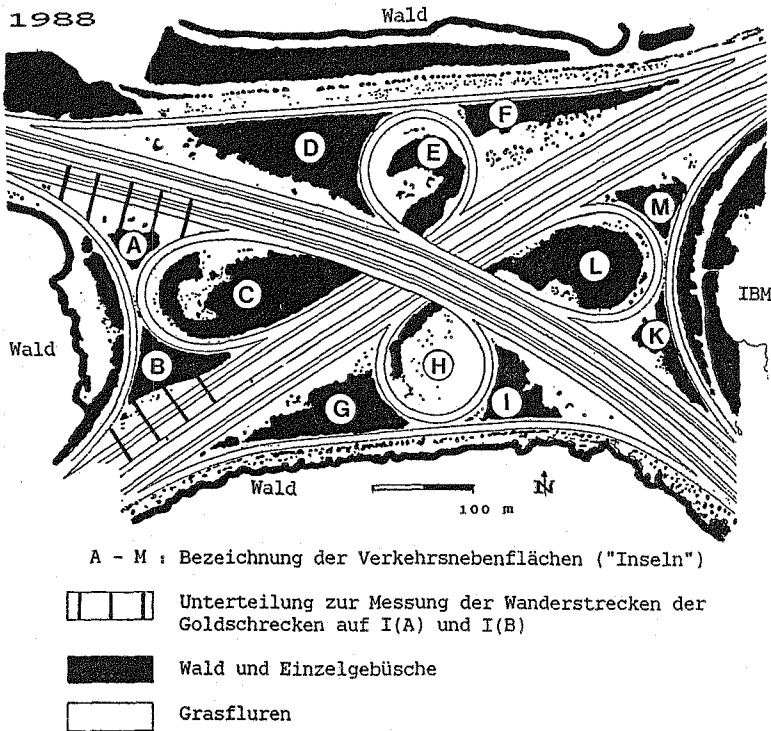 1988
Wald
F
D
E
M
A
L
C
IBM
Wald
K
B
H
G
I
Wald
N
100 m
A - M : Bezeichnung der Verkehrsnebenflächen ("Inseln")
Unterteilung zur Messung der Wanderstrecken der
Goldschrecken auf I(A) und I(B)
Wald und Einzelgebüsche
Grasfluren